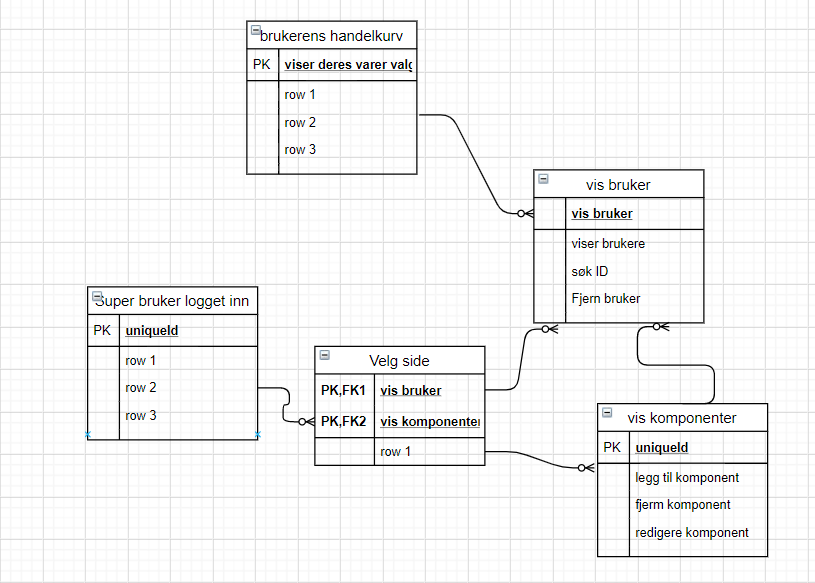 brukerens handelkurv
PK viser deres varer valg
row 1
row 2
row 3
vis bruker
vis bruker
viser brukere
søk ID
Fjern bruker
Super bruker logget inn
PK uniqueId
row 1
row 2
row 3
Velg side
PK,FK1 vis bruker
PK,FK2 vis komponenter
row 1
vis komponenter
PK uniqueId
legg til komponent
fjerm komponent
redigere komponent